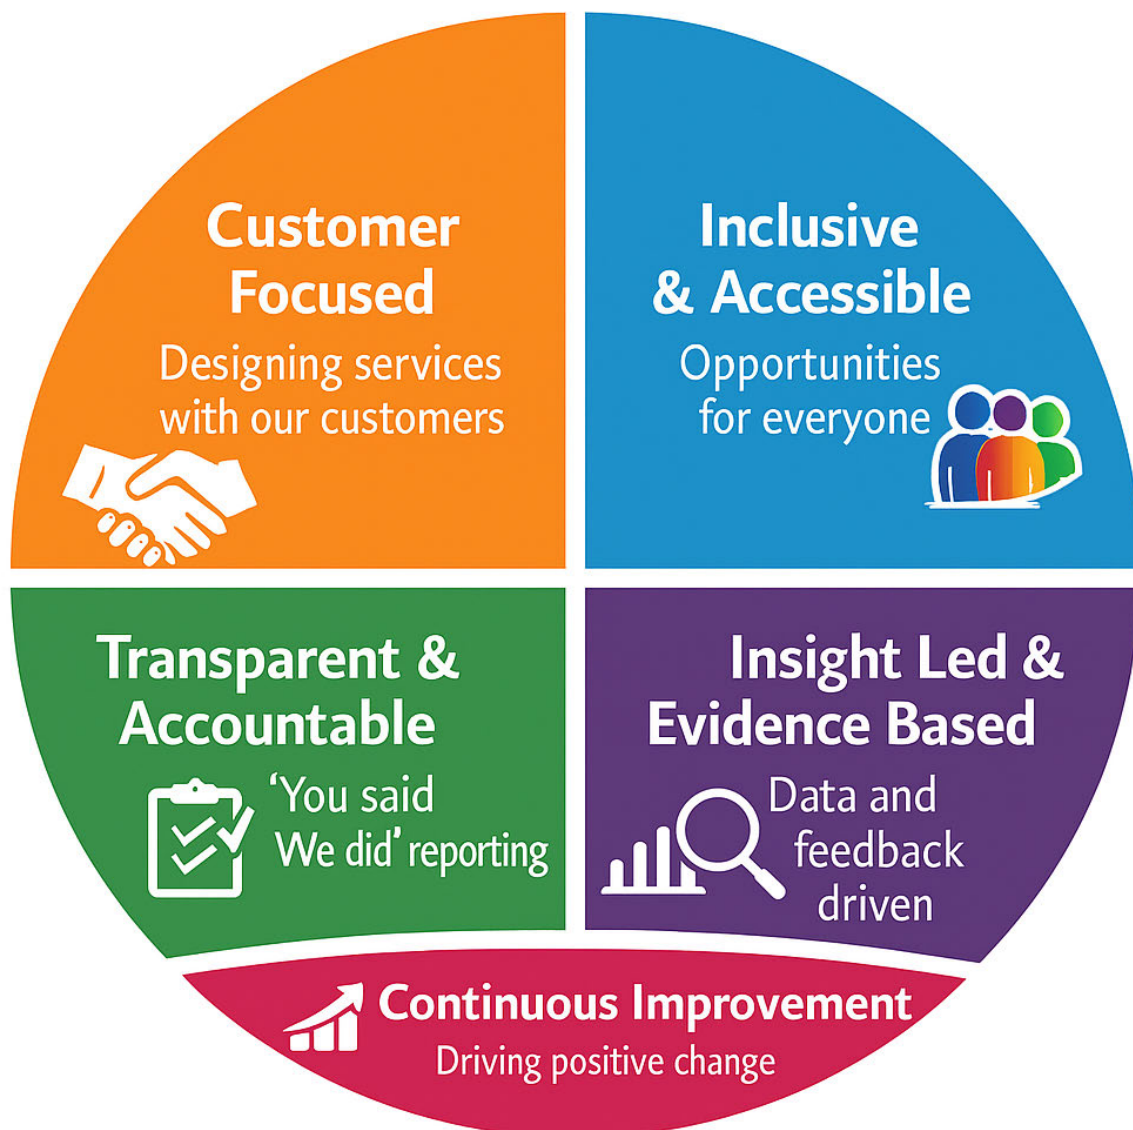 Customer
Focused
Designing services
with our customers
Inclusive
& Accessible
Opportunities
for everyone
Transparent &
Accountable
‘You said
We did’ reporting
Insight Led &
Evidence Based
Data and
feedback
driven
Continuous Improvement
Driving positive change